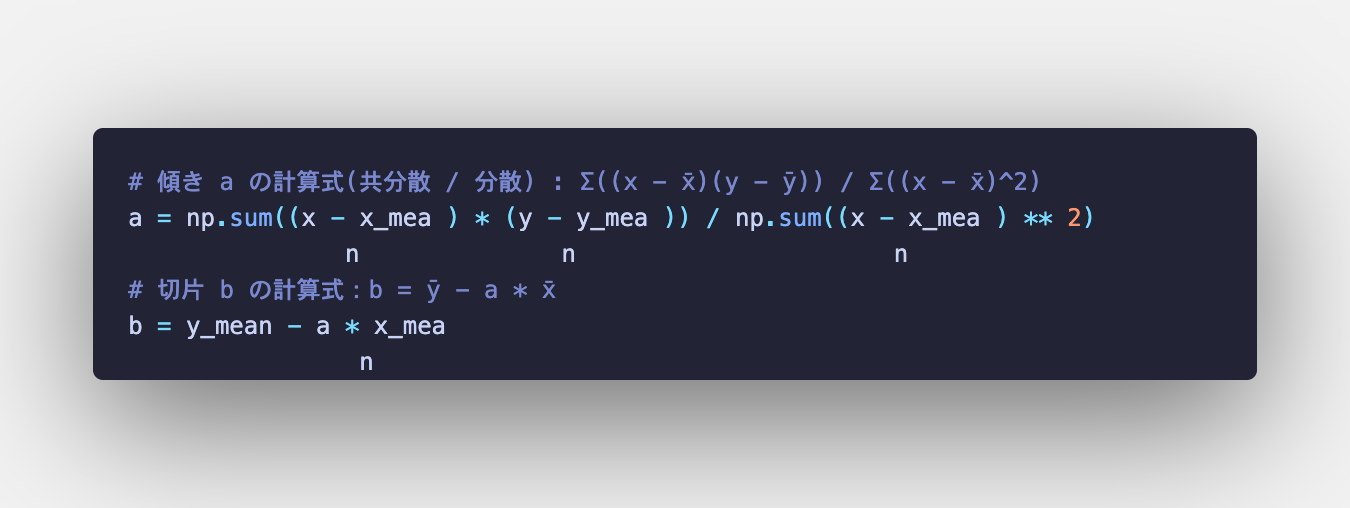 # 傾き a の計算式(共分散 / 分散) : Σ((x − x̄)(y − ȳ)) / Σ((x − x̄)^2)
a = np.sum((x − x_mea ) * (y − y_mea )) / np.sum((x − x_mea ) ** 2)
n n n
# 切片 b の計算式：b = ȳ − a * x̄
b = y_mean − a * x_mea
n